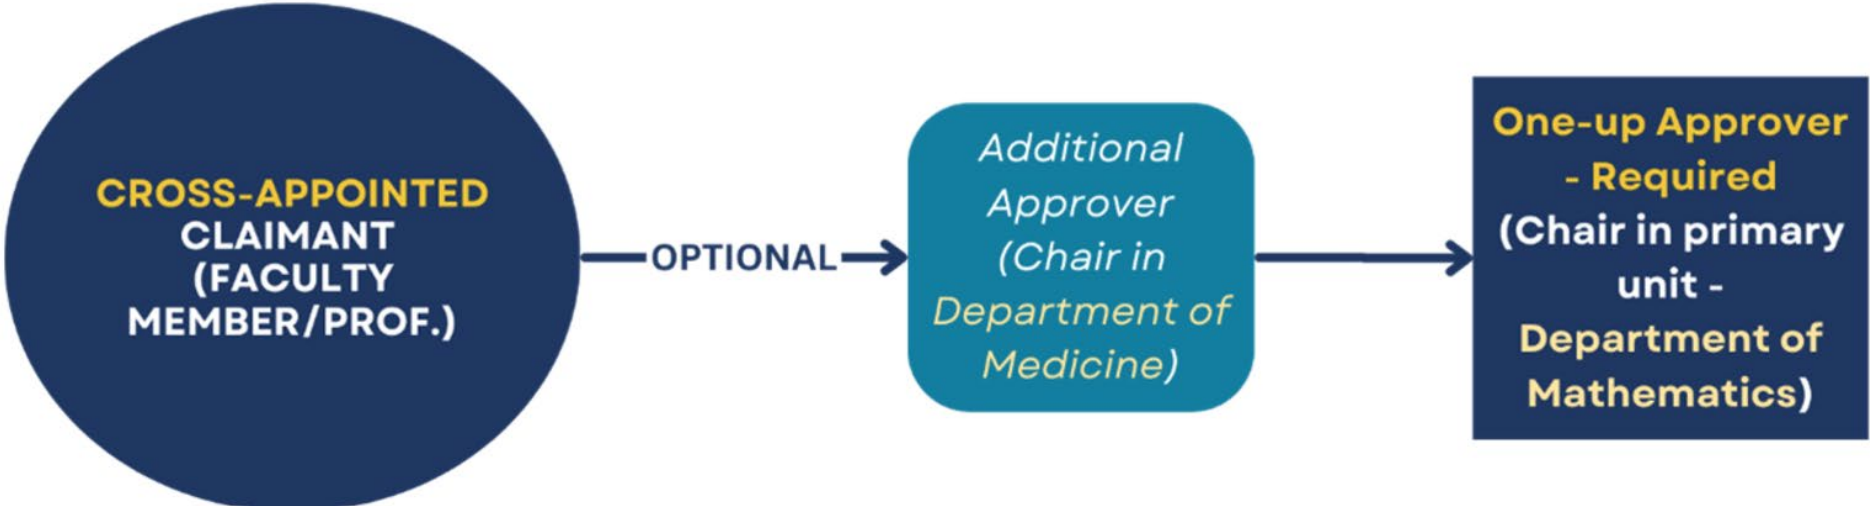 CROSS-APPOINTED
CLAIMANT
(FACULTY
MEMBER/PROF.)
OPTIONAL
Additional
Approver
(Chair in
Department of
Medicine)
One-up Approver
- Required
(Chair in primary
unit -
Department of
Mathematics)